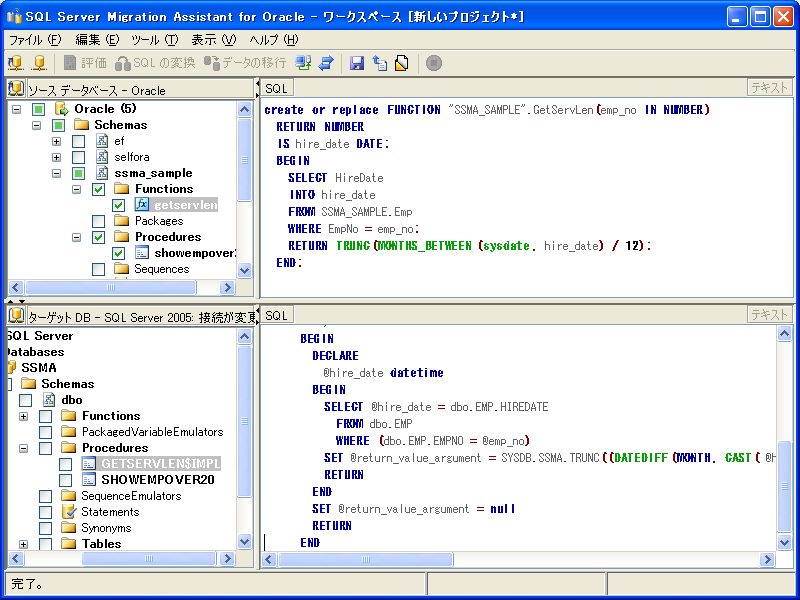 SQL Server Migration Assistant for Oracle - ワークスペース [新しいプロジェクト*]
ファイル (F) 編集 (E) ツール (T) 表示 (V) ヘルプ (H)
評価 SQL の変換 データの移行
ソース データベース - Oracle
Oracle (5)
Schemas
ef
selfora
ssma_sample
Functions
getservlen
Packages
Procedures
showempover2
Sequences
SQL テキスト
create or replace FUNCTION "SSMA_SAMPLE".GetServLen(emp_no IN NUMBER)
RETURN NUMBER
IS hire_date DATE;
BEGIN
SELECT HireDate
INTO hire_date
FROM SSMA_SAMPLE.Emp
WHERE EmpNo = emp_no;
RETURN TRUNC(MONTHS_BETWEEN (sysdate, hire_date) / 12);
END;
ターゲット DB - SQL Server 2005: 接続が変更
SQL Server
Databases
SSMA
Schemas
dbo
Functions
PackagedVariableEmulators
Procedures
GETSERVLEN$IMPL
SHOWEMPOVER20
SequenceEmulators
Statements
Synonyms
Tables
SQL テキスト
BEGIN
DECLARE
@hire_date datetime
BEGIN
SELECT @hire_date = dbo.EMP.HIREDATE
FROM dbo.EMP
WHERE (dbo.EMP.EMPNO = @emp_no)
SET @return_value_argument = SYSDB.SSMA.TRUNC((DATEDIFF(MONTH, CAST( @h
RETURN
END
SET @return_value_argument = null
RETURN
END
完了。